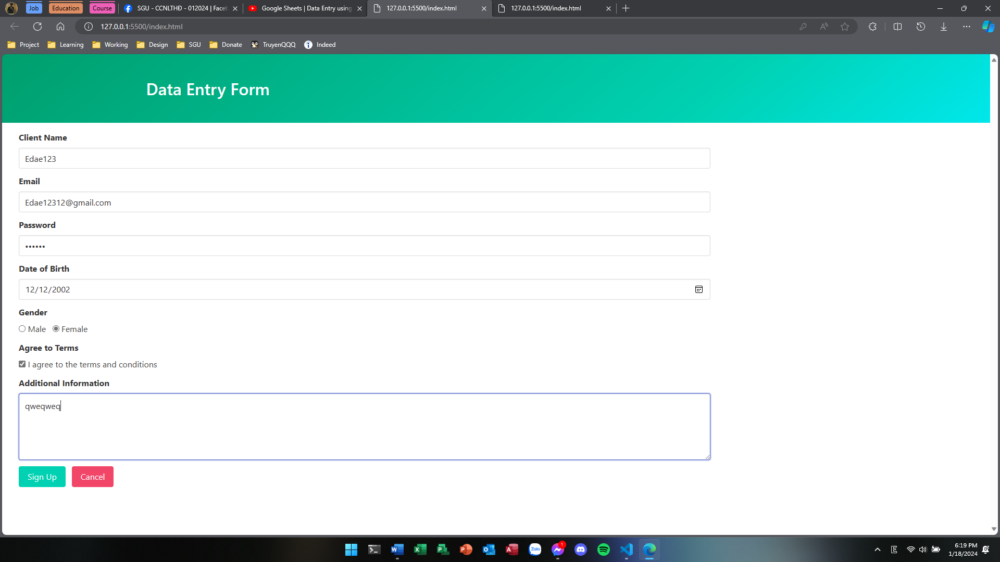 Job Education Course SGU - CCNLTHĐ - 012024 | Faceb Google Sheets | Data Entry using 127.0.0.1:5500/index.html 127.0.0.1:5500/index.html
127.0.0.1:5500/index.html
Project Learning Working Design SGU Donate TruyenQQQ Indeed
Data Entry Form
Client Name
Edae123
Email
Edae12312@gmail.com
Password
••••••
Date of Birth
12/12/2002
Gender
Male Female
Agree to Terms
I agree to the terms and conditions
Additional Information
qweqweq
Sign Up Cancel
Zalo
1
E
6:19 PM
1/18/2024